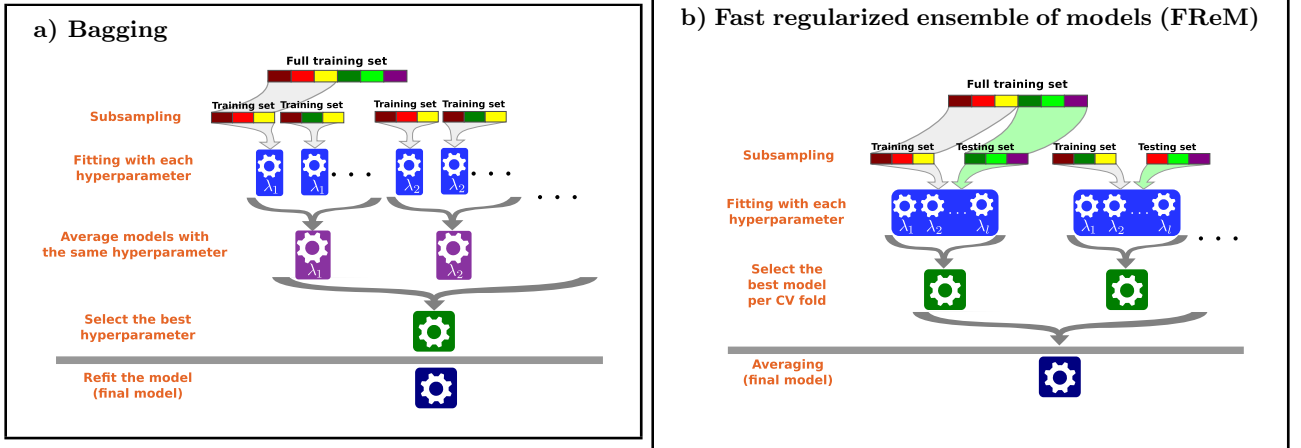 a) Bagging
Full training set
Training set Training set Training set Training set
Subsampling
Fitting with each
hyperparameter
λ1 λ1 . . . λ2 λ2 . . .
. . .
Average models with
the same hyperparameter
λ1 λ2
Select the best
hyperparameter
Refit the model
(final model)
b) Fast regularized ensemble of models (FReM)
Full training set
Training set Testing set Training set Testing set
Subsampling
Fitting with each
hyperparameter
λ1 λ2 ... λl λ1 λ2 ... λl
. . .
Select the
best model
per CV fold
Averaging
(final model)